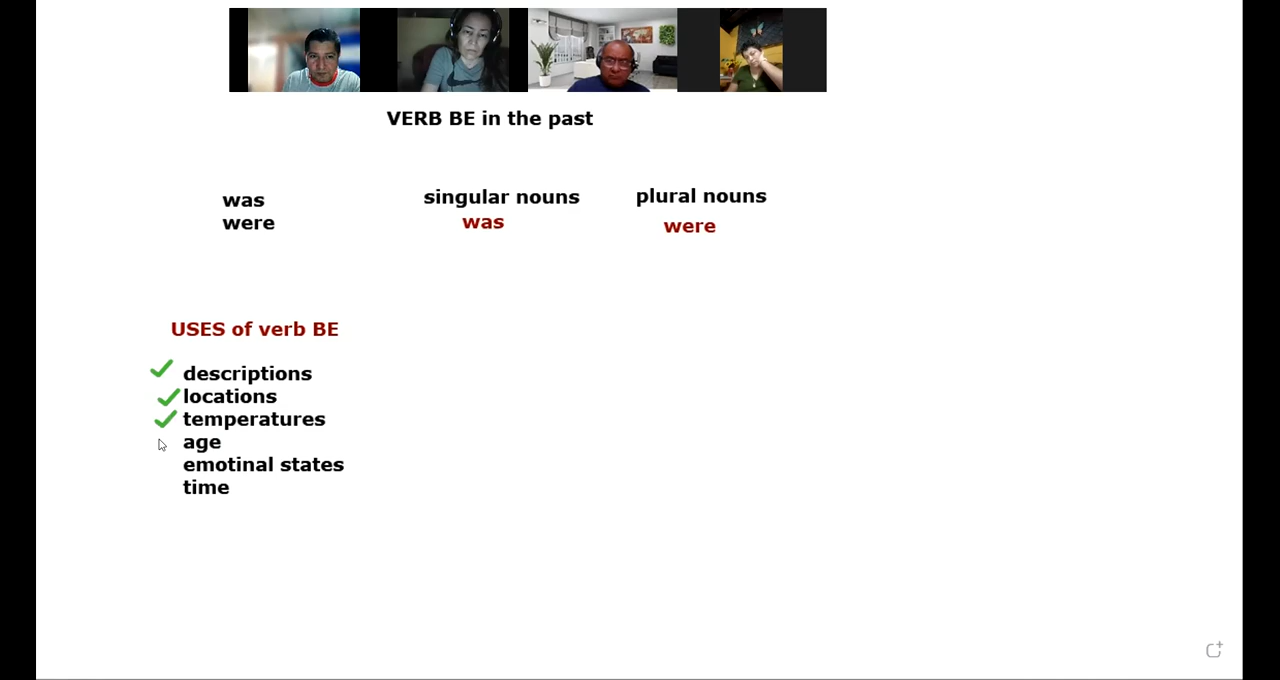 VERB BE in the past
was
were
singular nouns
was
plural nouns
were
USES of verb BE
descriptions
locations
temperatures
age
emotinal states
time